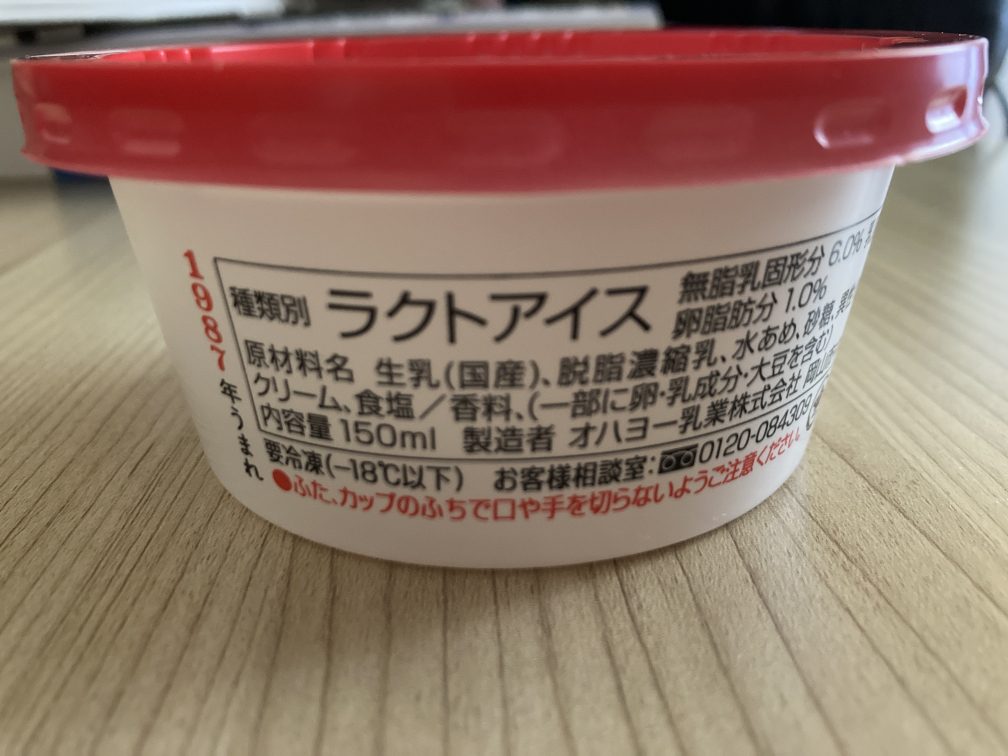 1987年うまれ
種類別 ラクトアイス 無脂乳固形分 6.0%
卵脂肪分 1.0%
原材料名 生乳(国産)、脱脂濃縮乳、水あめ、砂糖、
クリーム、食塩/香料、(一部に卵・乳成分・大豆を含む)
内容量 150ml 製造者 オハヨー乳業株式会社 岡山
要冷凍(-18℃以下) お客様相談室: 0120-084309
●ふた、カップのふちで口や手を切らないようご注意ください。